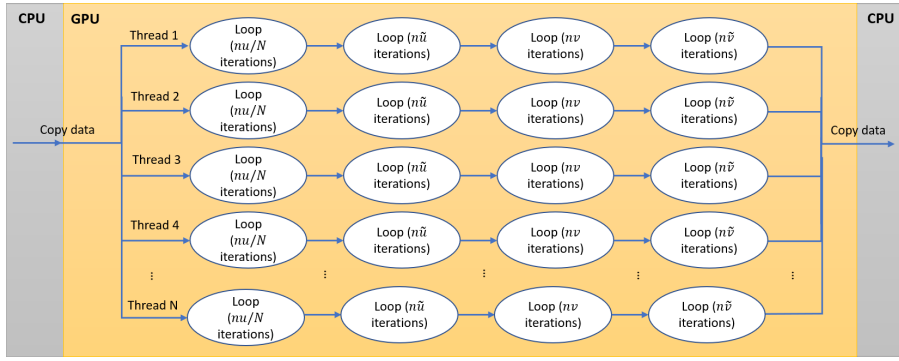 CPU
GPU
CPU
Thread 1
Loop
(nu/N
iterations)
Loop (nũ
iterations)
Loop (nv
iterations)
Loop (nṽ
iterations)
Thread 2
Loop
(nu/N
iterations)
Loop (nũ
iterations)
Loop (nv
iterations)
Loop (nṽ
iterations)
Copy data
Copy data
Thread 3
Loop
(nu/N
iterations)
Loop (nũ
iterations)
Loop (nv
iterations)
Loop (nṽ
iterations)
Thread 4
Loop
(nu/N
iterations)
Loop (nũ
iterations)
Loop (nv
iterations)
Loop (nṽ
iterations)
⋮ ⋮ ⋮ ⋮ ⋮
Thread N
Loop
(nu/N
iterations)
Loop (nũ
iterations)
Loop (nv
iterations)
Loop (nṽ
iterations)